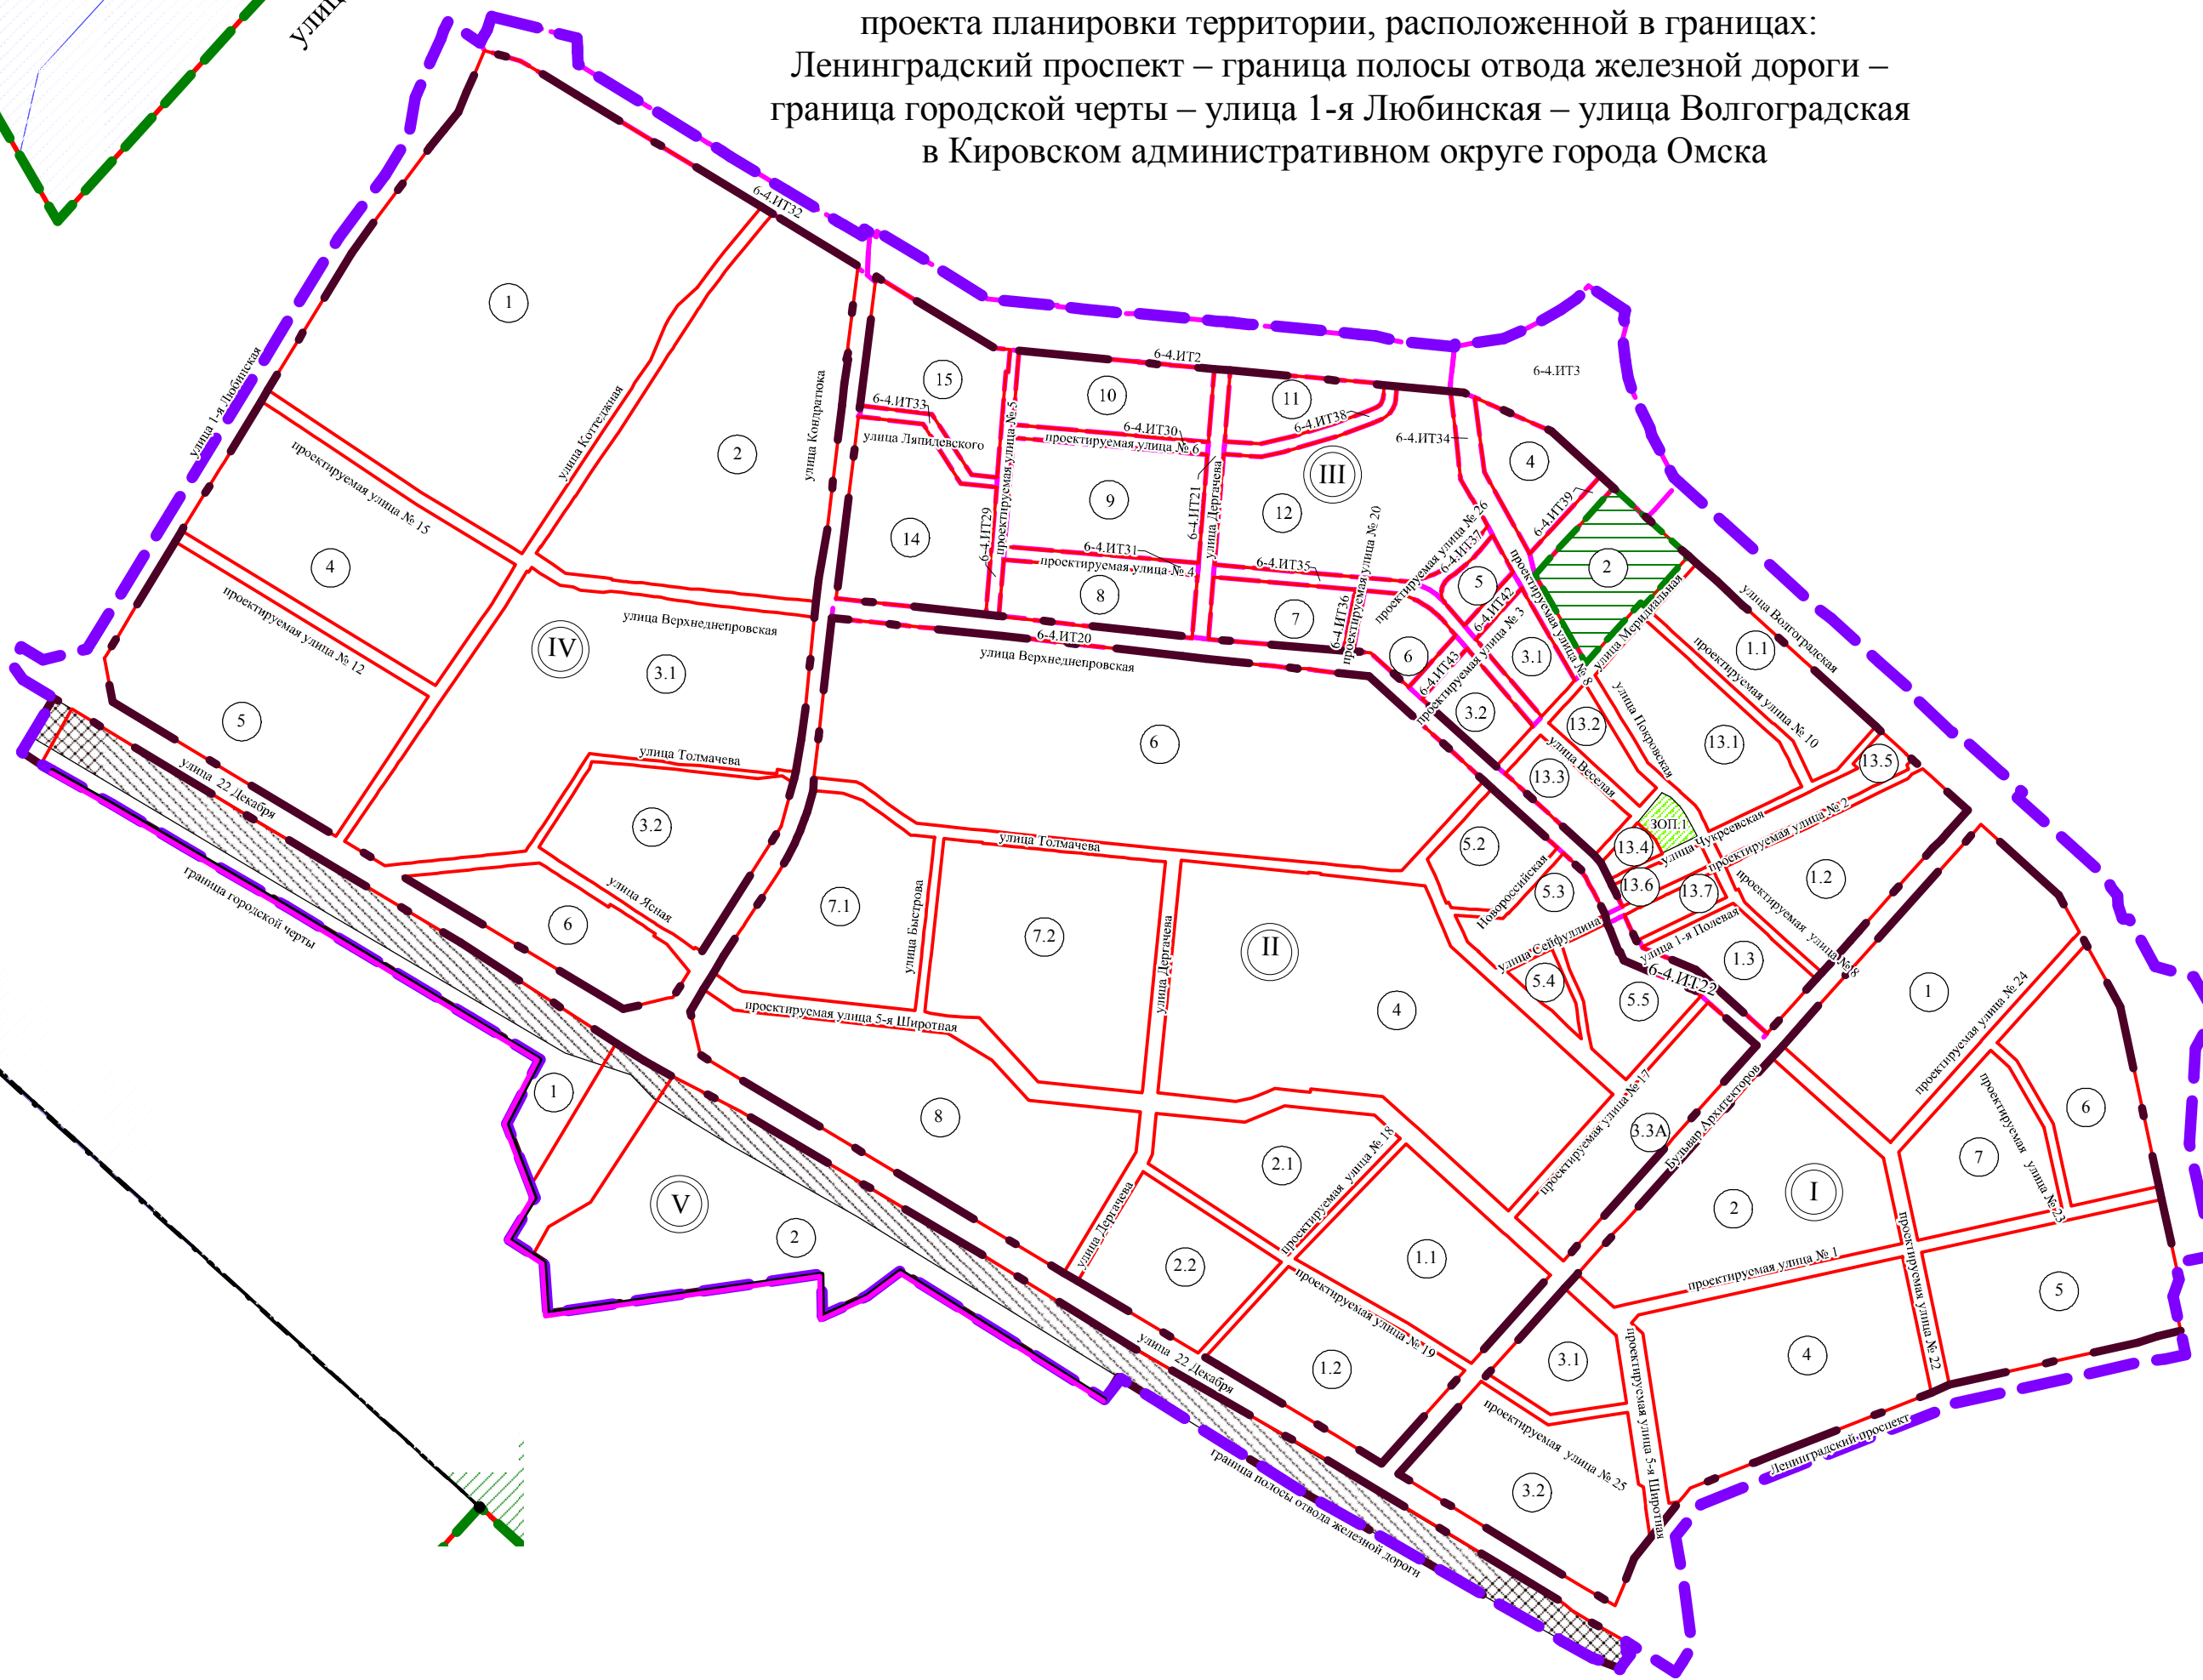 проекта планировки территории, расположенной в границах:
Ленинградский проспект – граница полосы отвода железной дороги –
граница городской черты – улица 1-я Любинская – улица Волгоградская
в Кировском административном округе города Омска
6-4.ИТ32
1
улица 1-я Любинская
улица Коттеджная
2
улица Кондратюка
проектируемая улица № 15
4
проектируемая улица № 12
5
IV
улица Верхнеднепровская
3.1
улица Толмачева
3.2
улица Ясная
6
улица 22 Декабря
граница городской черты
6-4.ИТ2
6-4.ИТ3
15
6-4.ИТ33
улица Ляпидевского
14
6-4.ИТ29
проектируемая улица № 5
10
6-4.ИТ30
проектируемая улица № 6
9
6-4.ИТ21
улица Дергачева
6-4.ИТ31
проектируемая улица № 4
8
11
6-4.ИТ38
III
12
6-4.ИТ34
6-4.ИТ35
7
6-4.ИТ36
проектируемая улица № 20
проектируемая улица № 26
6-4.ИТ37
4
6-4.ИТ39
2
5
6-4.ИТ42
проектируемая улица № 3
проектируемая улица № 8
улица Меридиальная
6
6-4.ИТ43
3.1
3.2
6-4.ИТ20
улица Верхнеднепровская
улица Волгоградская
1.1
проектируемая улица № 10
улица Покровская
13.1
13.2
13.3
улица Веселая
13.5
ЗОП.1
13.4
улица Чукреевская
проектируемая улица № 2
13.6
13.7
проектируемая улица № 8
1.2
улица 1-я Полевая
1.3
6-4.ИТ22
6
улица Толмачева
5.2
Новороссийская
5.3
улица Сейфуллина
5.4
5.5
7.1
улица Быстрова
7.2
улица Дергачева
II
4
проектируемая улица 5-я Широтная
8
проектируемая улица № 17
3.3А
Бульвар Архитекторов
2.1
проектируемая улица № 18
улица Дергачева
2.2
1.1
проектируемая улица № 19
1.2
улица 22 Декабря
1
V
2
граница полосы отвода железной дороги
1
проектируемая улица № 24
6
7
проектируемая улица № 23
2
I
проектируемая улица № 1
проектируемая улица № 22
5
4
3.1
проектируемая улица 5-я Широтная
проектируемая улица № 25
3.2
Ленинградский проспект